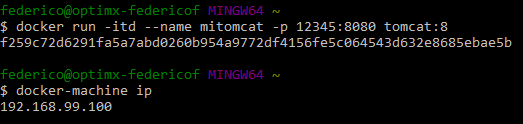 federico@optimx-federicof MINGW64 ~
$ docker run -itd --name mitomcat -p 12345:8080 tomcat:8
f259c72d6291fa5a7abd0260b954a9772df4156fe5c064543d632e8685ebae5b
federico@optimx-federicof MINGW64 ~
$ docker-machine ip
192.168.99.100